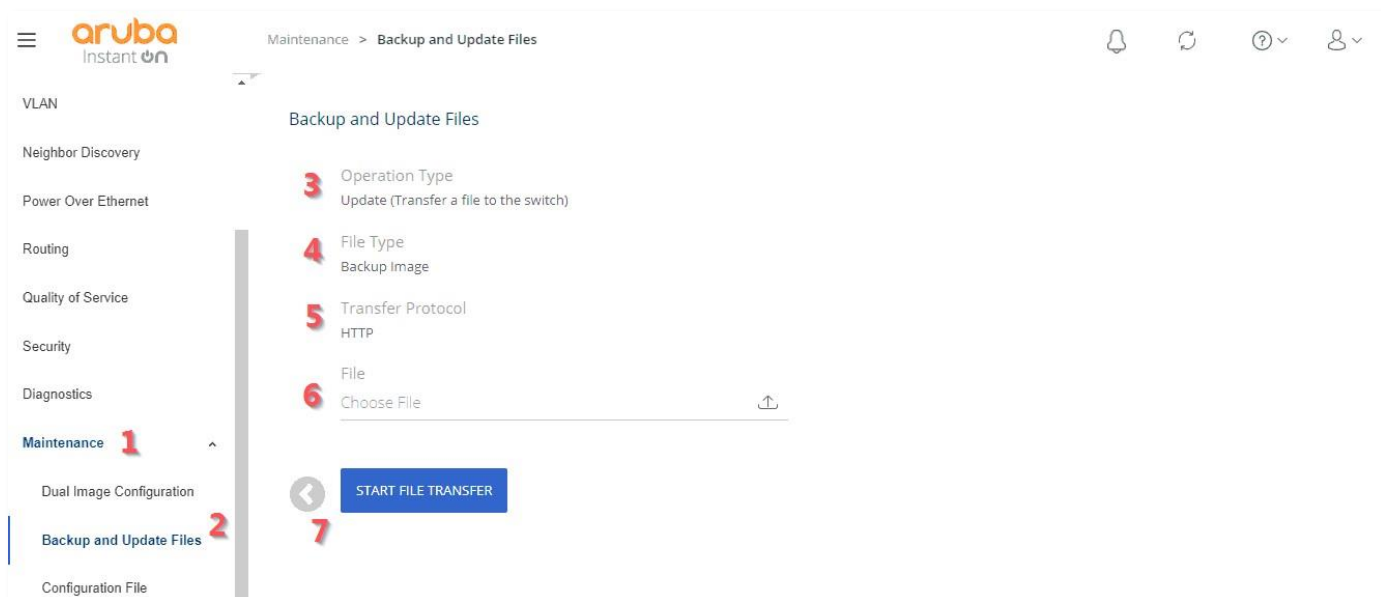 aruba
Instant on
Maintenance > Backup and Update Files
VLAN
Neighbor Discovery
Power Over Ethernet
Routing
Quality of Service
Security
Diagnostics
Maintenance 1
Dual Image Configuration
Backup and Update Files 2
Configuration File
Backup and Update Files
3 Operation Type
Update (Transfer a file to the switch)
4 File Type
Backup Image
5 Transfer Protocol
HTTP
File
6 Choose File
START FILE TRANSFER
7